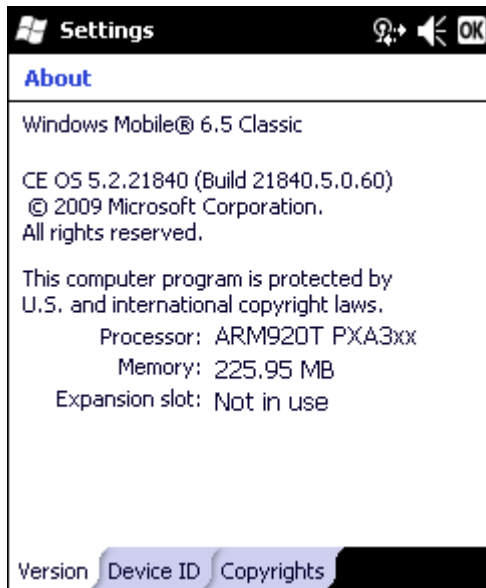 Settings
OK
About
Windows Mobile® 6.5 Classic
CE OS 5.2.21840 (Build 21840.5.0.60)
© 2009 Microsoft Corporation.
All rights reserved.
This computer program is protected by
U.S. and international copyright laws.
Processor: ARM920T PXA3xx
Memory: 225.95 MB
Expansion slot: Not in use
Version Device ID Copyrights